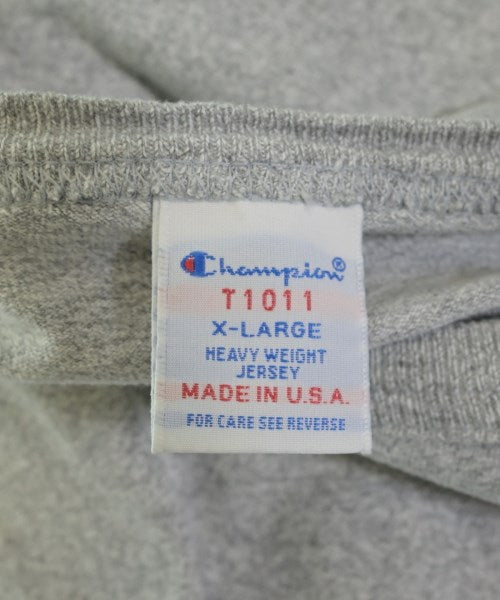 Champion®
T1011
X-LARGE
HEAVY WEIGHT
JERSEY
MADE IN U.S.A.
FOR CARE SEE REVERSE